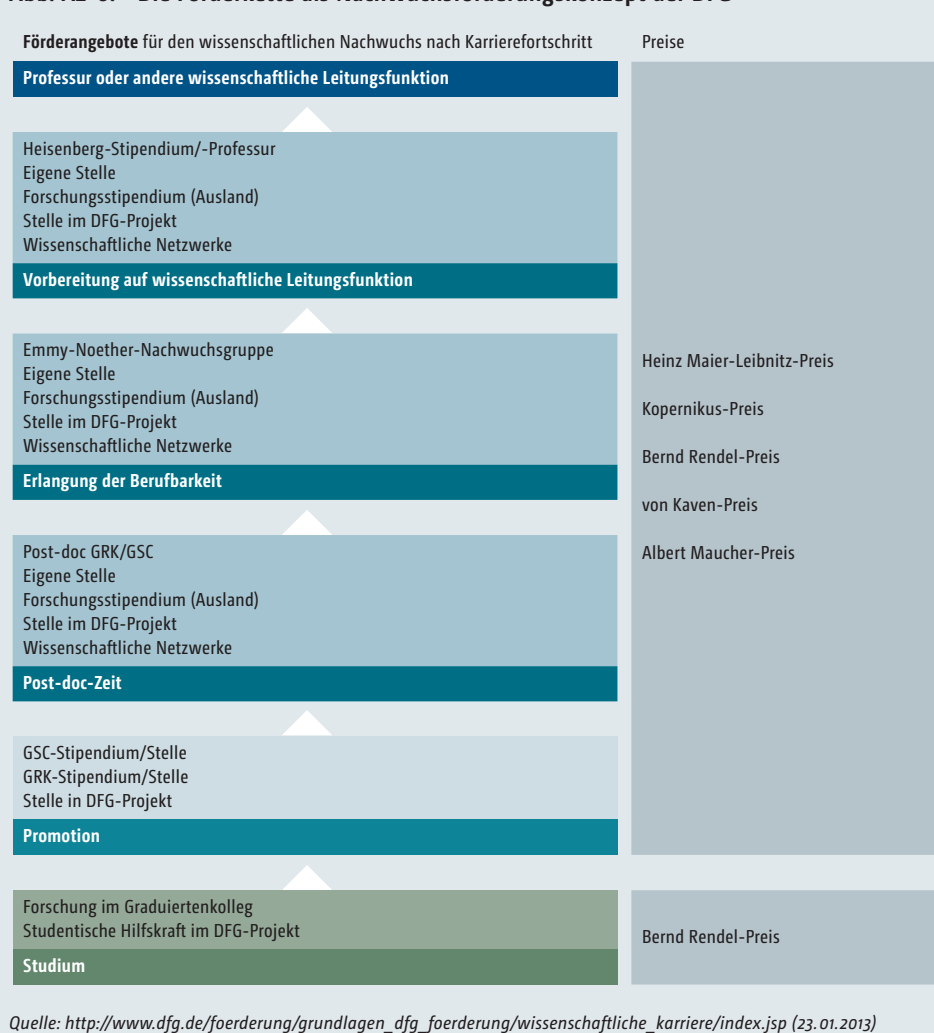 Förderangebote für den wissenschaftlichen Nachwuchs nach Karrierefortschritt
Preise
Professur oder andere wissenschaftliche Leitungsfunktion
Heisenberg-Stipendium/-Professur
Eigene Stelle
Forschungsstipendium (Ausland)
Stelle im DFG-Projekt
Wissenschaftliche Netzwerke
Vorbereitung auf wissenschaftliche Leitungsfunktion
Emmy-Noether-Nachwuchsgruppe
Eigene Stelle
Forschungsstipendium (Ausland)
Stelle im DFG-Projekt
Wissenschaftliche Netzwerke
Erlangung der Berufbarkeit
Post-doc GRK/GSC
Eigene Stelle
Forschungsstipendium (Ausland)
Stelle im DFG-Projekt
Wissenschaftliche Netzwerke
Post-doc-Zeit
GSC-Stipendium/Stelle
GRK-Stipendium/Stelle
Stelle in DFG-Projekt
Promotion
Heinz Maier-Leibnitz-Preis
Kopernikus-Preis
Bernd Rendel-Preis
von Kaven-Preis
Albert Maucher-Preis
Forschung im Graduiertenkolleg
Studentische Hilfskraft im DFG-Projekt
Studium
Bernd Rendel-Preis
Quelle: http://www.dfg.de/foerderung/grundlagen_dfg_foerderung/wissenschaftliche_karriere/index.jsp (23.01.2013)